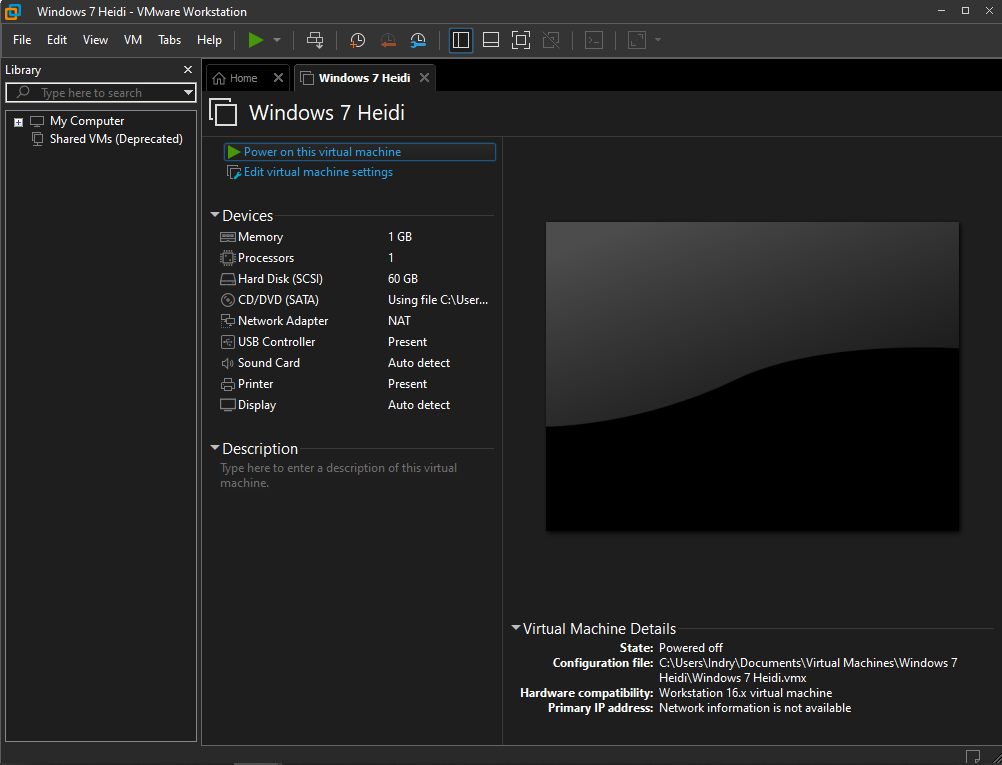 Windows 7 Heidi - VMware Workstation
File Edit View VM Tabs Help
Library
Type here to search
My Computer
Shared VMs (Deprecated)
Home
Windows 7 Heidi
Windows 7 Heidi
Power on this virtual machine
Edit virtual machine settings
Devices
Memory 1 GB
Processors 1
Hard Disk (SCSI) 60 GB
CD/DVD (SATA) Using file C:\User...
Network Adapter NAT
USB Controller Present
Sound Card Auto detect
Printer Present
Display Auto detect
Description
Type here to enter a description of this virtual
machine.
Virtual Machine Details
State: Powered off
Configuration file: C:\Users\Indry\Documents\Virtual Machines\Windows 7
Heidi\Windows 7 Heidi.vmx
Hardware compatibility: Workstation 16.x virtual machine
Primary IP address: Network information is not available